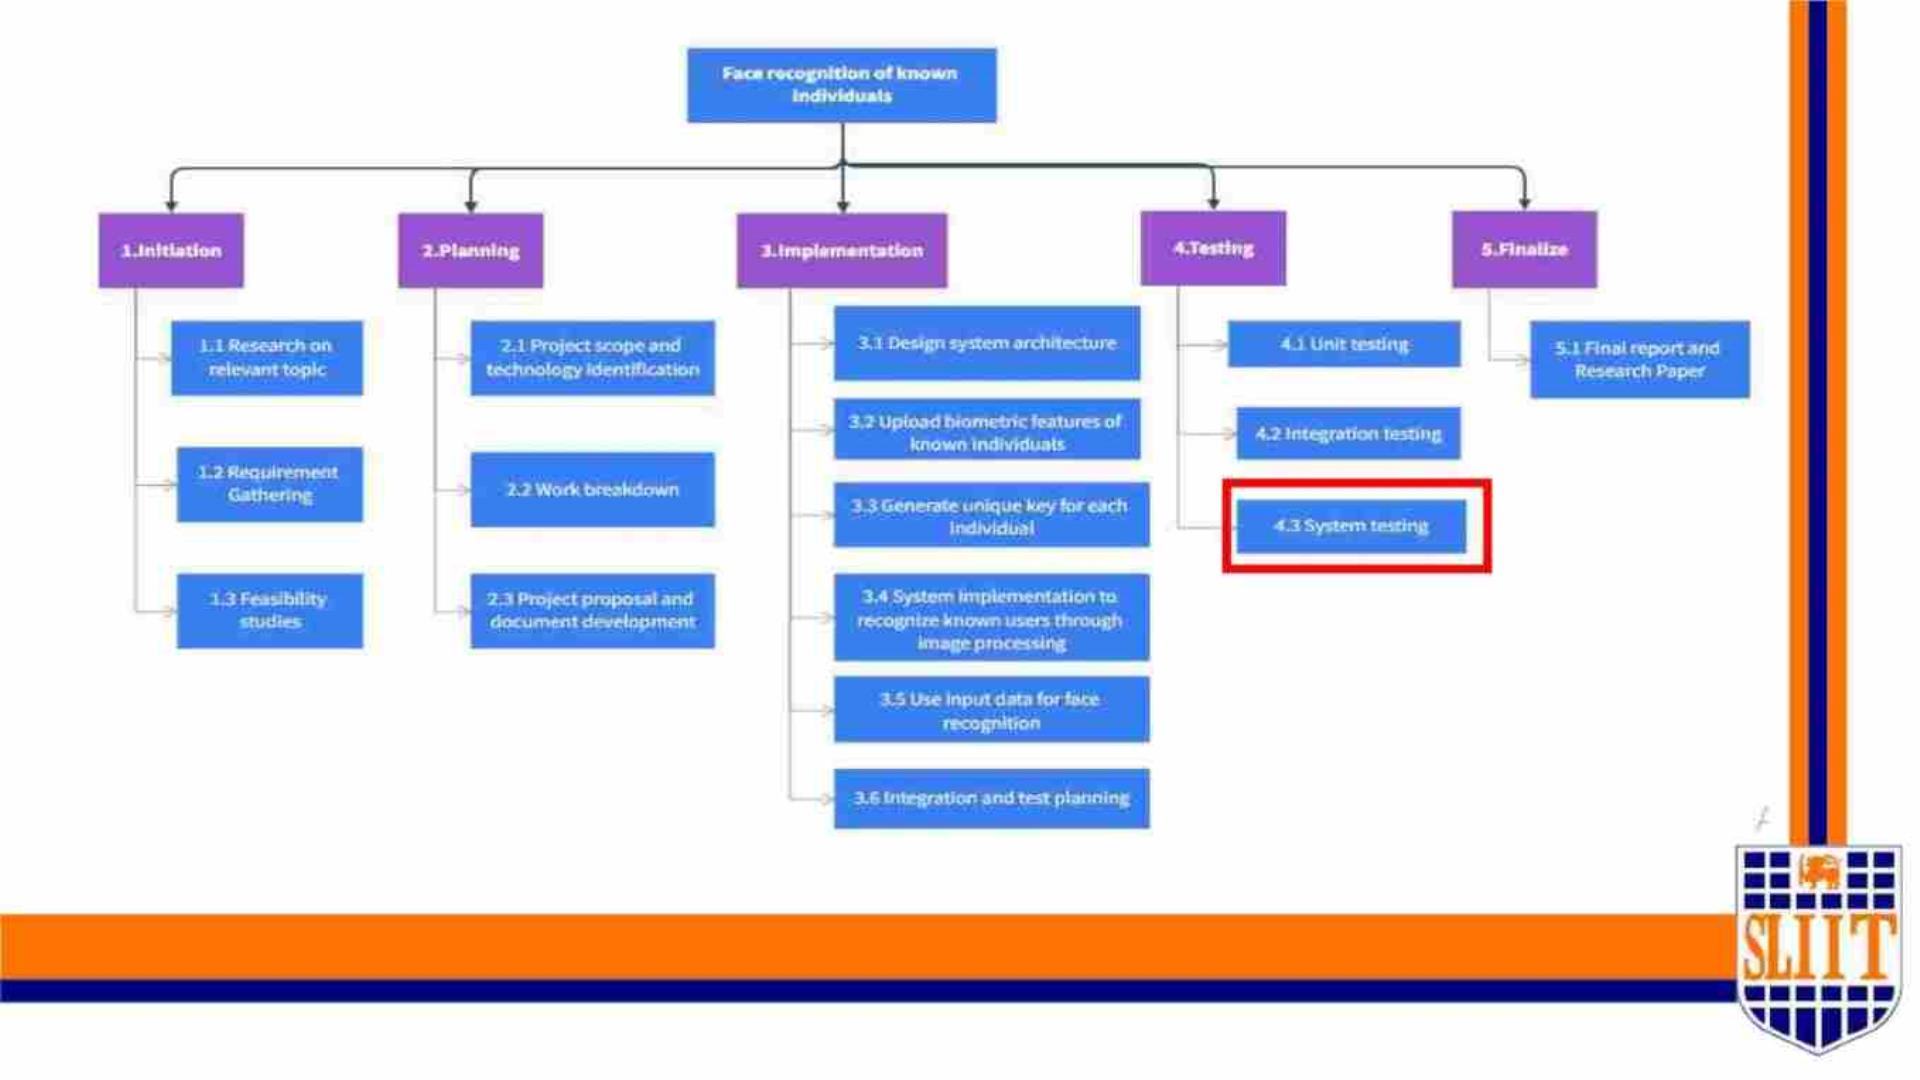 Face recognition of known
individuals
1.Initiation
2.Planning
3.Implementation
4.Testing
5.Finalize
1.1 Research on
relevant topic
1.2 Requirement
Gathering
1.3 Feasibility
studies
2.1 Project scope and
technology identification
2.2 Work breakdown
2.3 Project proposal and
document development
3.1 Design system architecture
3.2 Upload biometric features of
known individuals
3.3 Generate unique key for each
individual
3.4 System implementation to
recognize known users through
image processing
3.5 Use input data for face
recognition
3.6 Integration and test planning
4.1 Unit testing
4.2 Integration testing
4.3 System testing
5.1 Final report and
Research Paper
SLIIT